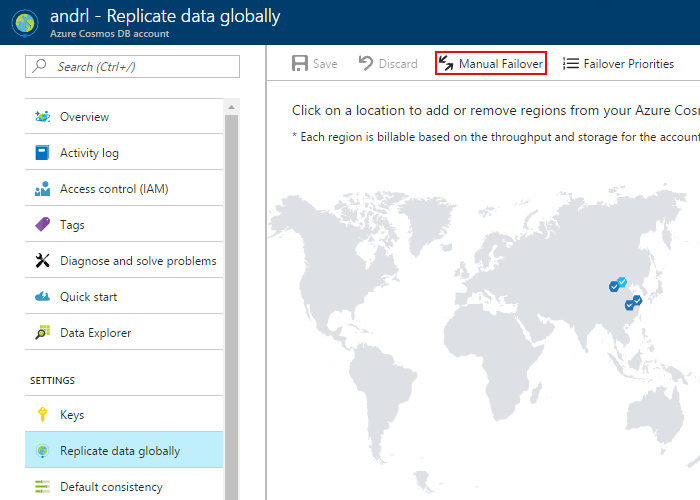 andrl - Replicate data globally
Azure Cosmos DB account
Search (Ctrl+/)
Save
Discard
Manual Failover
Failover Priorities
Click on a location to add or remove regions from your Azure Cos
* Each region is billable based on the throughput and storage for the account
Overview
Activity log
Access control (IAM)
Tags
Diagnose and solve problems
Quick start
Data Explorer
SETTINGS
Keys
Replicate data globally
Default consistency